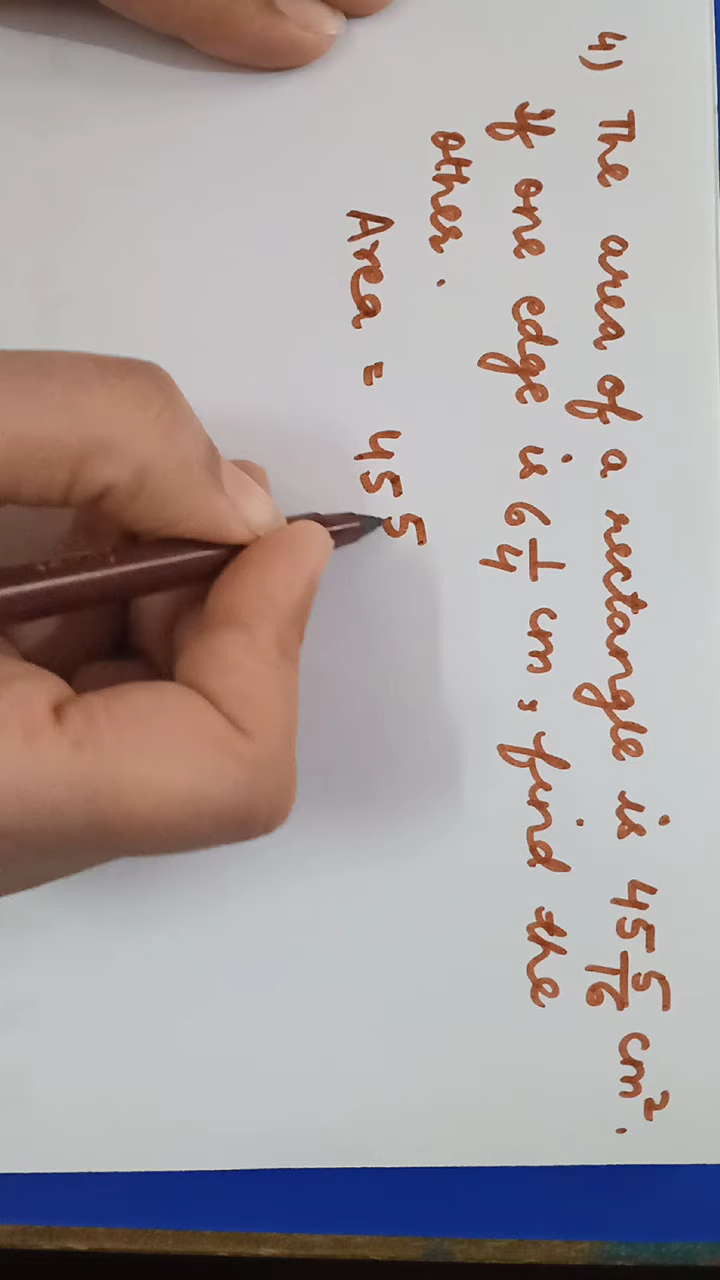 4) The area of a rectangle is 45 5/16 cm².
If one edge is 6 1/4 cm, find the
other.
Area = 45 5